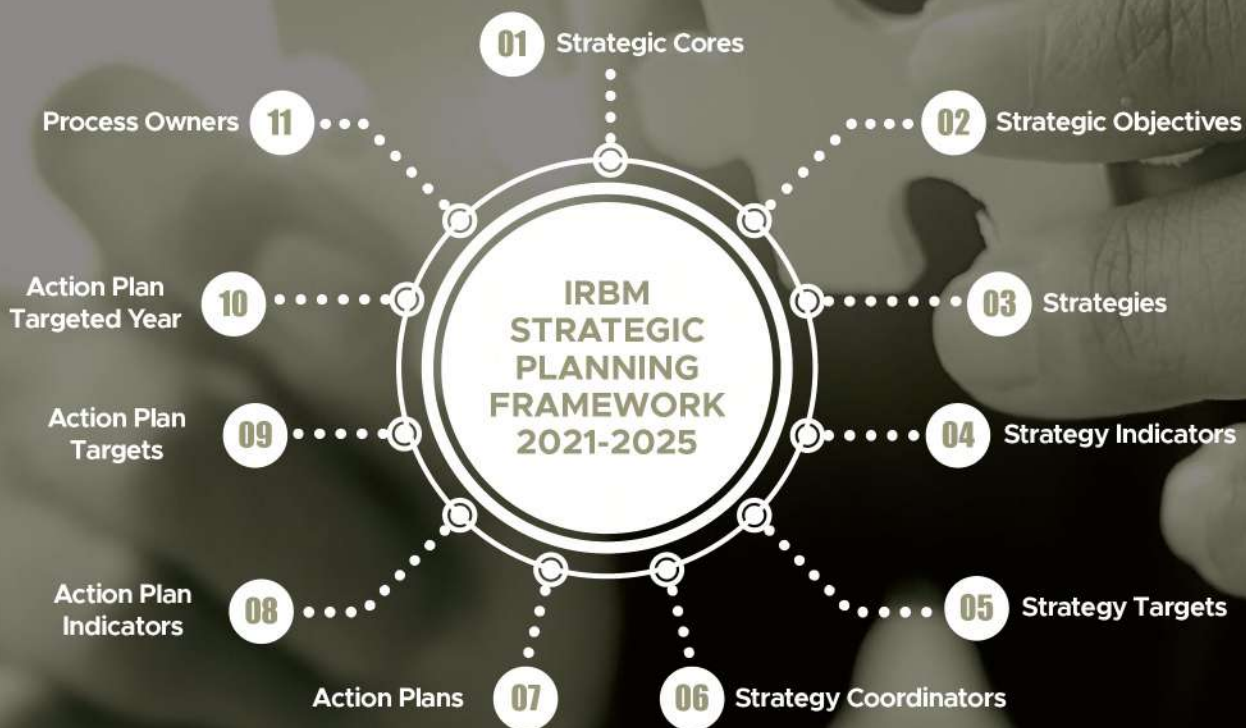 IRBM
STRATEGIC
PLANNING
FRAMEWORK
2021-2025
01 Strategic Cores
02 Strategic Objectives
03 Strategies
04 Strategy Indicators
05 Strategy Targets
06 Strategy Coordinators
07 Action Plans
08 Action Plan
Indicators
09 Action Plan
Targets
10 Action Plan
Targeted Year
11 Process Owners